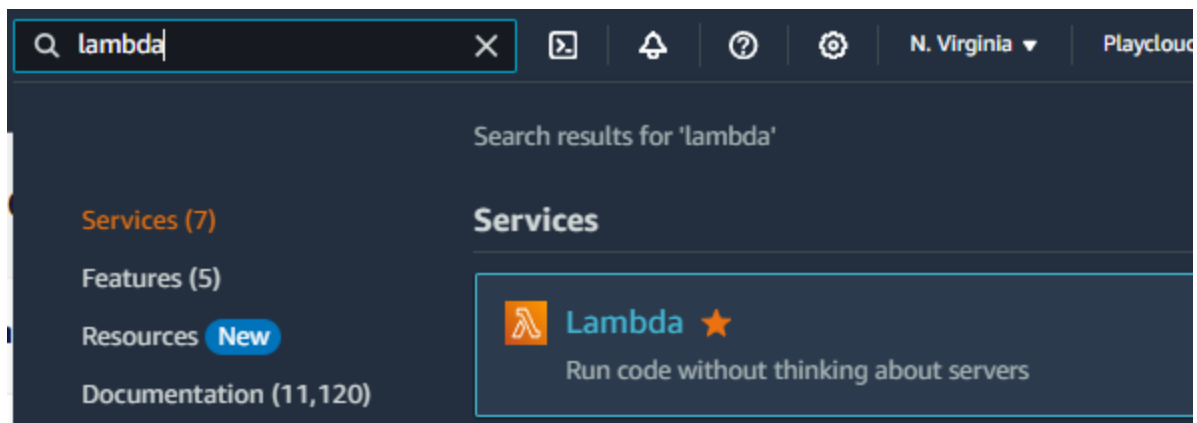 lambda
N. Virginia
Search results for 'lambda'
Services (7)
Features (5)
Resources New
Documentation (11,120)
Services
Lambda
Run code without thinking about servers